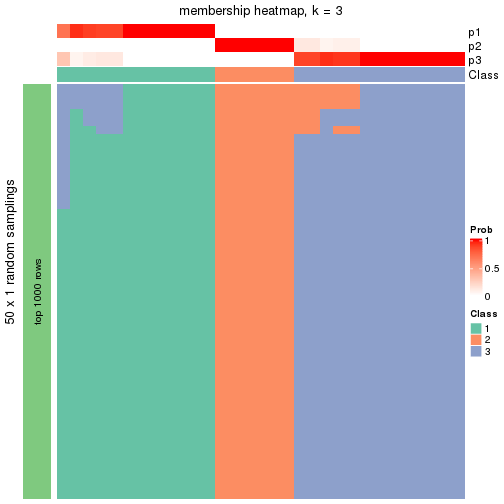 membership heatmap, k = 3
p1
p2
p3
Class
50 x 1 random samplings
top 1000 rows
Prob
1
0.5
0
Class
1
2
3